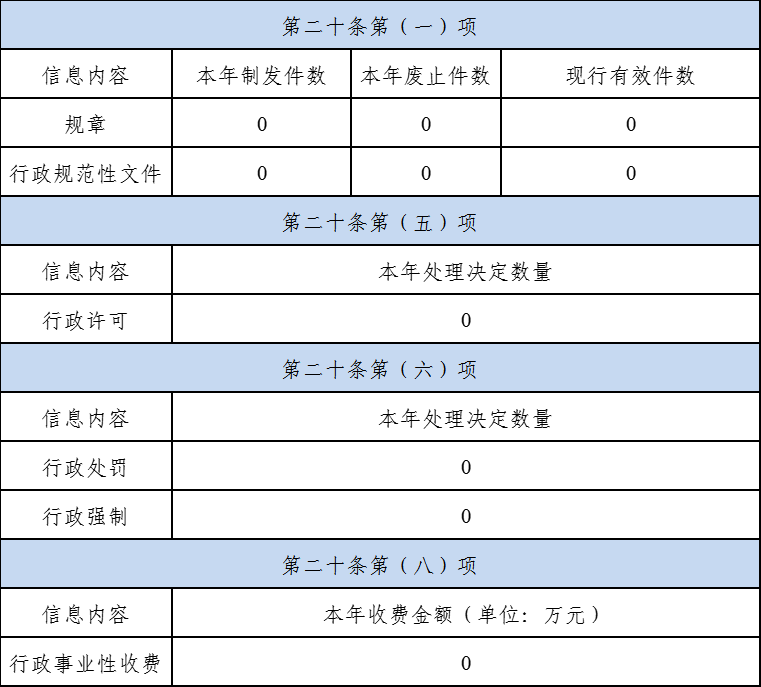 第二十条第（一）项
信息内容 本年制发件数 本年废止件数 现行有效件数
规章 0 0 0
行政规范性文件 0 0 0
第二十条第（五）项
信息内容 本年处理决定数量
行政许可 0
第二十条第（六）项
信息内容 本年处理决定数量
行政处罚 0
行政强制 0
第二十条第（八）项
信息内容 本年收费金额（单位：万元）
行政事业性收费 0